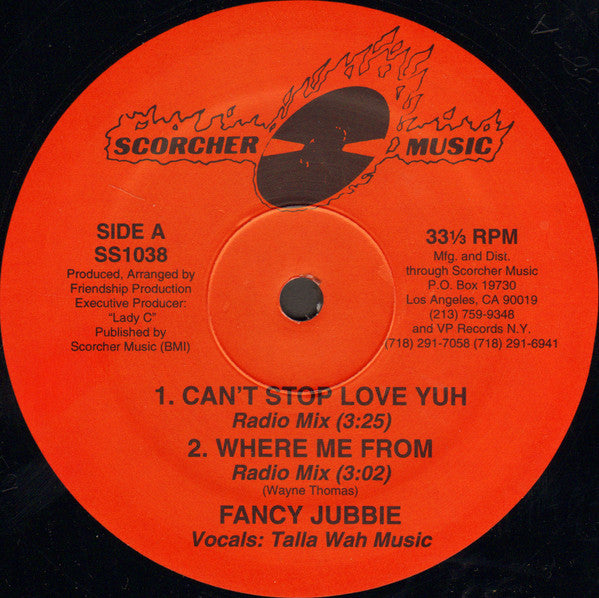 SCORCHER MUSIC
SIDE A
SS1038
Produced, Arranged by
Friendship Production
Executive Producer:
"Lady C"
Published by
Scorcher Music (BMI)
33⅓ RPM
Mfg. and Dist.
through Scorcher Music
P.O. Box 19730
Los Angeles, CA 90019
(213) 759-9348
and VP Records N.Y.
(718) 291-7058 (718) 291-6941
1. CAN'T STOP LOVE YUH
Radio Mix (3:25)
2. WHERE ME FROM
Radio Mix (3:02)
(Wayne Thomas)
FANCY JUBBIE
Vocals: Talla Wah Music